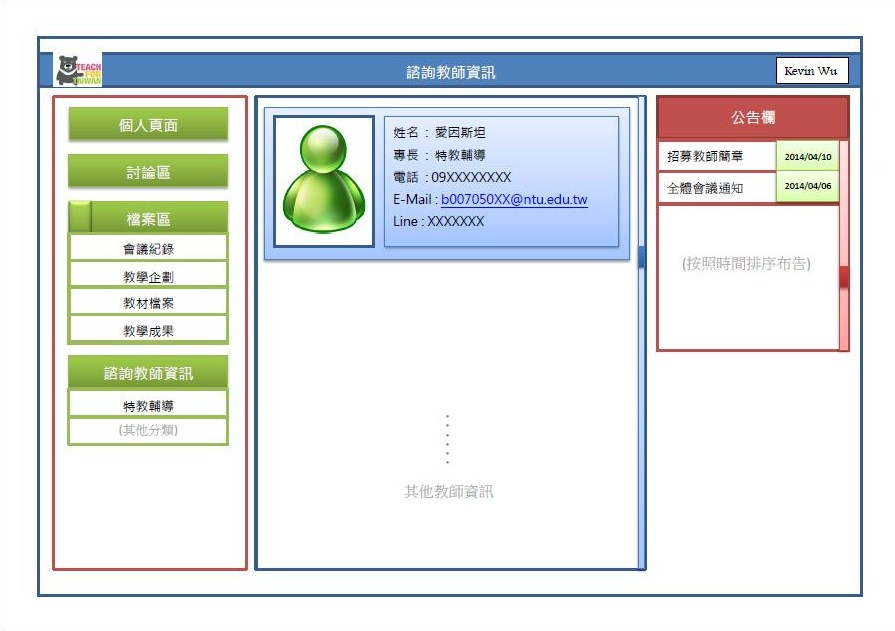 TEACH
FOR
TAIWAN
諮詢教師資訊
Kevin Wu
個人頁面
討論區
檔案區
會議紀錄
教學企劃
教材檔案
教學成果
諮詢教師資訊
特教輔導
(其他分類)
姓名 : 愛因斯坦
專長 : 特教輔導
電話 : 09XXXXXXXX
E-Mail : b007050XX@ntu.edu.tw
Line : XXXXXXX
其他教師資訊
公告欄
招募教師簡章 2014/04/10
全體會議通知 2014/04/06
(按照時間排序布告)